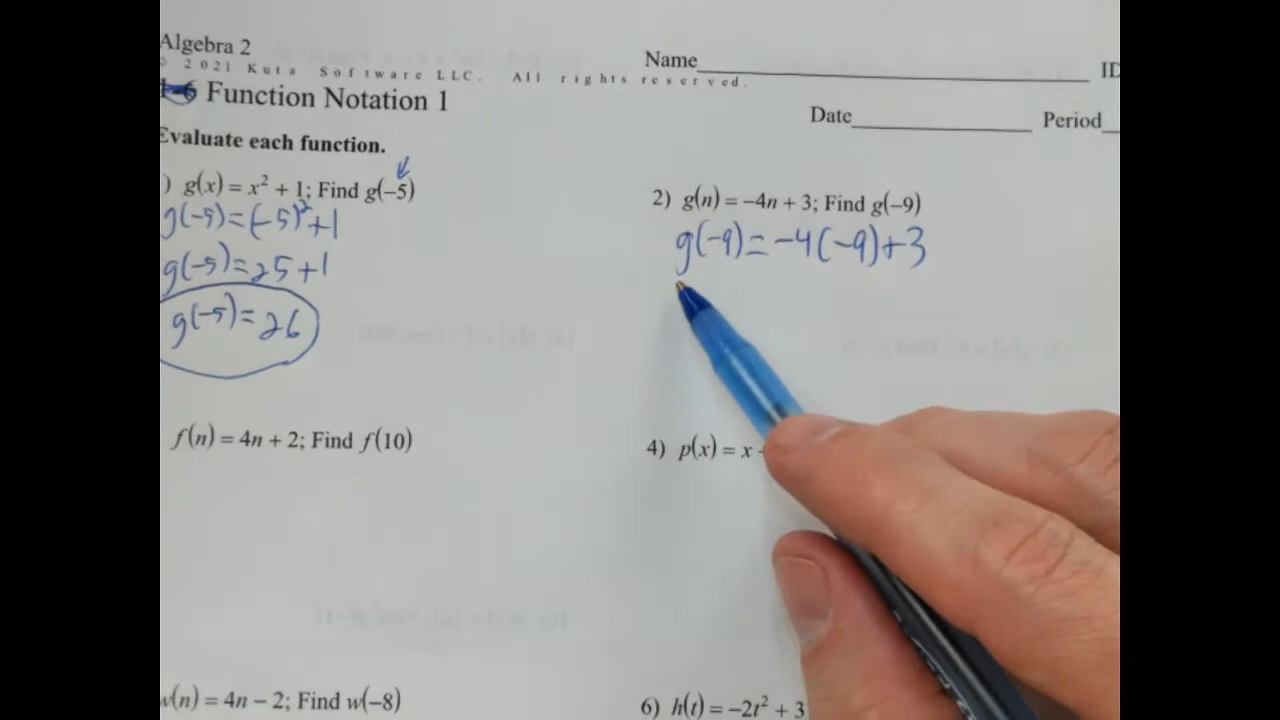 Algebra 2
© 2021 Kuta Software LLC. All rights reserved.
Name
ID
1-6 Function Notation 1
Date
Period
Evaluate each function.
) g(x) = x² + 1; Find g(-5)
g(-5)=(-5)²+1
g(-5)=25+1
g(-5)=26
2) g(n) = -4n + 3; Find g(-9)
g(-9)=-4(-9)+3
f(n) = 4n + 2; Find f(10)
4) p(x) = x -
w(n) = 4n - 2; Find w(-8)
6) h(t) = -2t² + 3